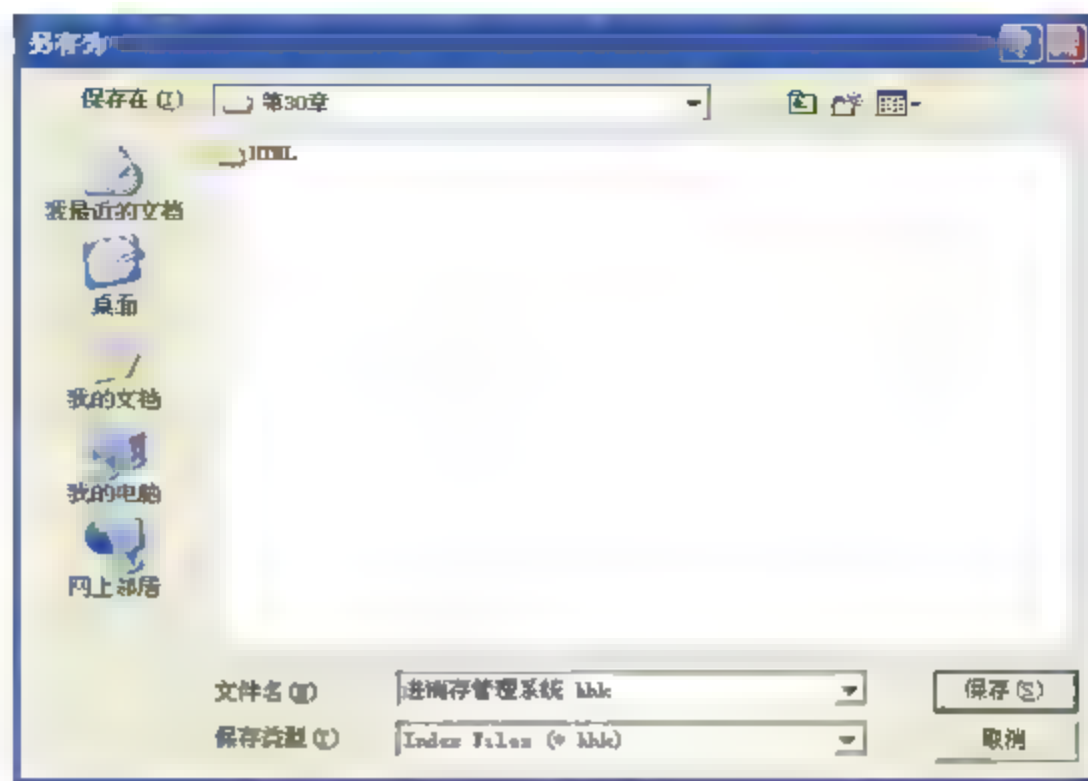 另存为
保存在(I) 第30章
HTML
我最近的文档
桌面
我的文档
我的电脑
网上邻居
文件名(N) 进销存管理系统 hhk 保存(S)
保存类型(T) Index Files (* hhk) 取消